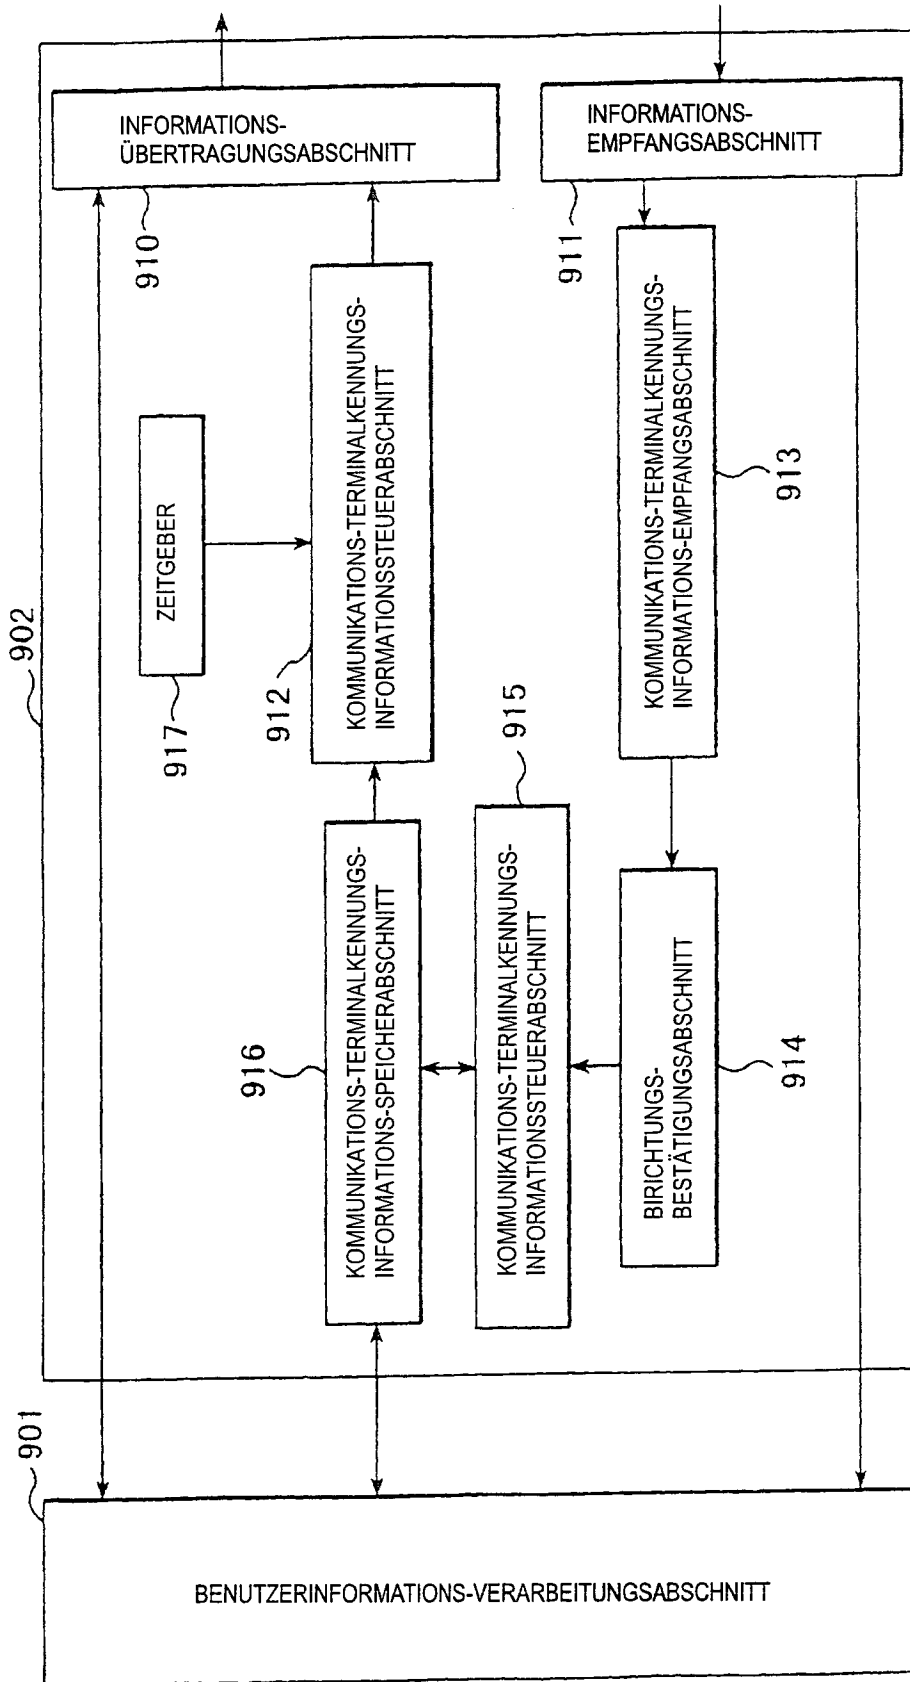 902
INFORMATIONS-
ÜBERTRAGUNGSABSCHNITT
910
INFORMATIONS-
EMPFANGSABSCHNITT
911
ZEITGEBER
917
KOMMUNIKATIONS-TERMINALKENNUNGS-
INFORMATIONSSTEUERABSCHNITT
912
KOMMUNIKATIONS-TERMINALKENNUNGS-
INFORMATIONS-EMPFANGSABSCHNITT
913
KOMMUNIKATIONS-TERMINALKENNUNGS-
INFORMATIONS-SPEICHERABSCHNITT
916
KOMMUNIKATIONS-TERMINALKENNUNGS-
INFORMATIONSSTEUERABSCHNITT
915
BIRICHTUNGS-
BESTÄTIGUNGSABSCHNITT
914
901
BENUTZERINFORMATIONS-VERARBEITUNGSABSCHNITT